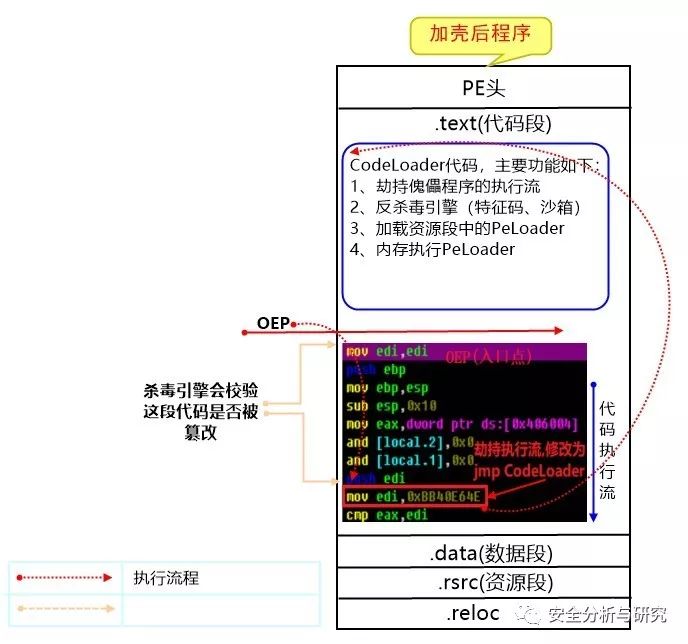 加壳后程序
PE头
.text(代码段)
CodeLoader代码，主要功能如下：
1、劫持傀儡程序的执行流
2、反杀毒引擎（特征码、沙箱）
3、加载资源段中的PeLoader
4、内存执行PeLoader
OEP
mov edi,edi
OEP(入口点)
push ebp
mov ebp,esp
sub esp,0x10
mov eax,dword ptr ds:[0x406004]
and [local.2],0x0
and [local.1],0x0
劫持执行流,修改为
jmp CodeLoader
push edi
mov edi,0xBB40E64E
cmp eax,edi
杀毒引擎会校验
这段代码是否被
篡改
代码执行流
.data(数据段)
.rsrc(资源段)
.reloc
执行流程
安全分析与研究